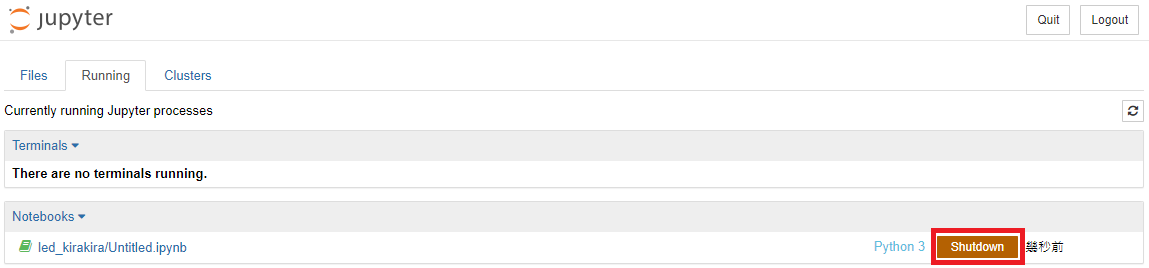 jupyter Quit Logout
Files Running Clusters
Currently running Jupyter processes
Terminals
There are no terminals running.
Notebooks
led_kirakira/Untitled.ipynb Python 3 Shutdown 幾秒前